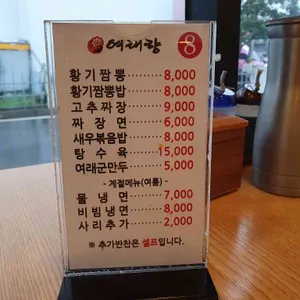 여래향 8
황기짬뽕 8,000
황기짬뽕밥 8,000
고추짜장 9,000
짜장면 6,000
새우볶음밥 8,000
탕수육 15,000
여래군만두 5,000
- 계절메뉴(여름) -
물냉면 7,000
비빔냉면 8,000
사리추가 2,000
※ 추가반찬은 셀프입니다.